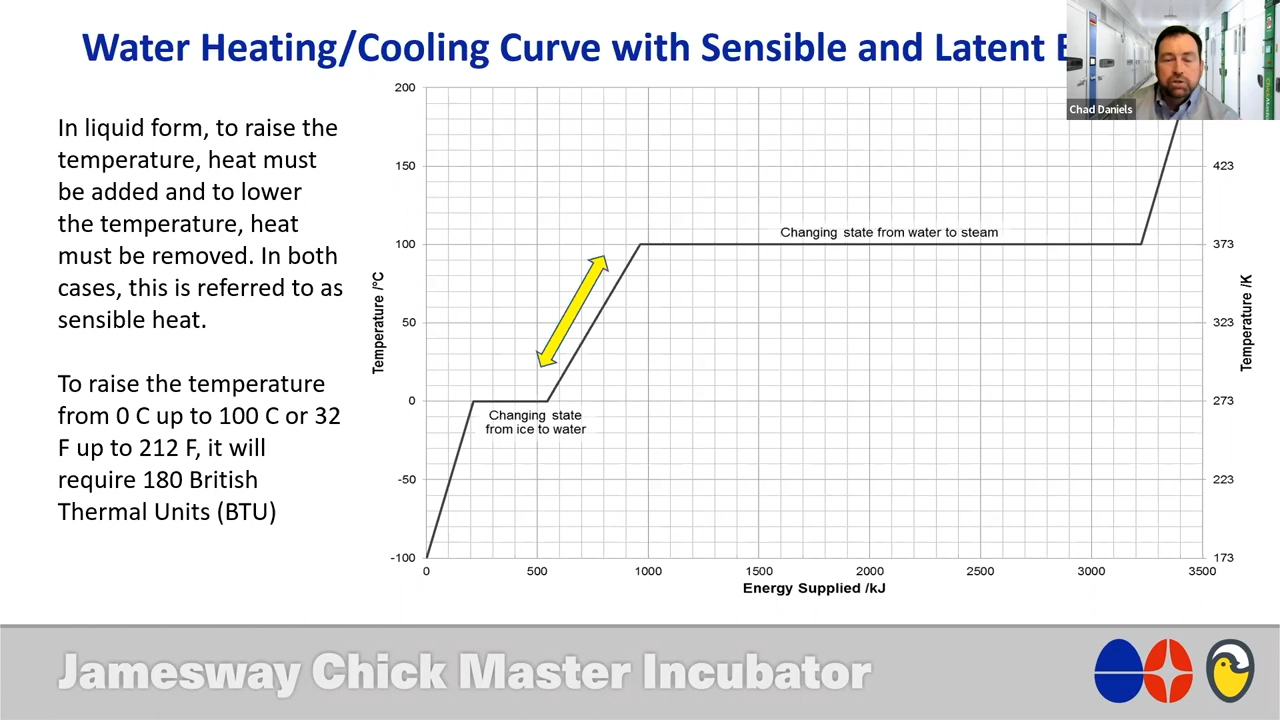 Water Heating/Cooling Curve with Sensible and Latent
Chad Daniels
In liquid form, to raise the
temperature, heat must
be added and to lower
the temperature, heat
must be removed. In both
cases, this is referred to as
sensible heat.
To raise the temperature
from 0 C up to 100 C or 32
F up to 212 F, it will
require 180 British
Thermal Units (BTU)
Temperature /°C
200
150
100
50
0
-50
-100
Changing state from water to steam
Changing state
from ice to water
423
373
323
273
223
173
Temperature /K
0 500 1000 1500 2000 2500 3000 3500
Energy Supplied /kJ
Jamesway Chick Master Incubator